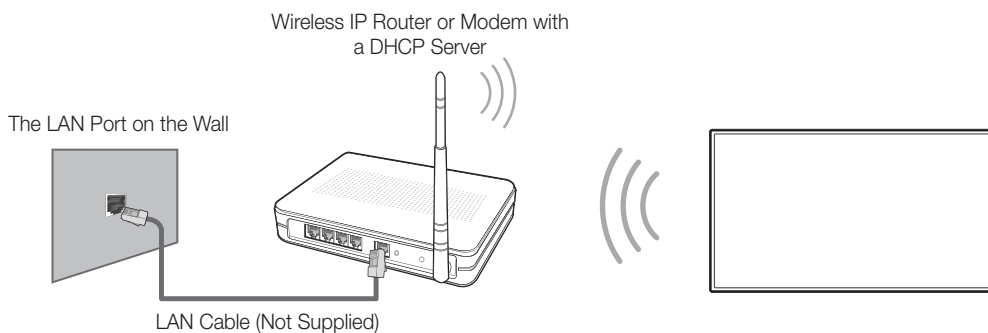 Wireless IP Router or Modem with
a DHCP Server
The LAN Port on the Wall
LAN Cable (Not Supplied)